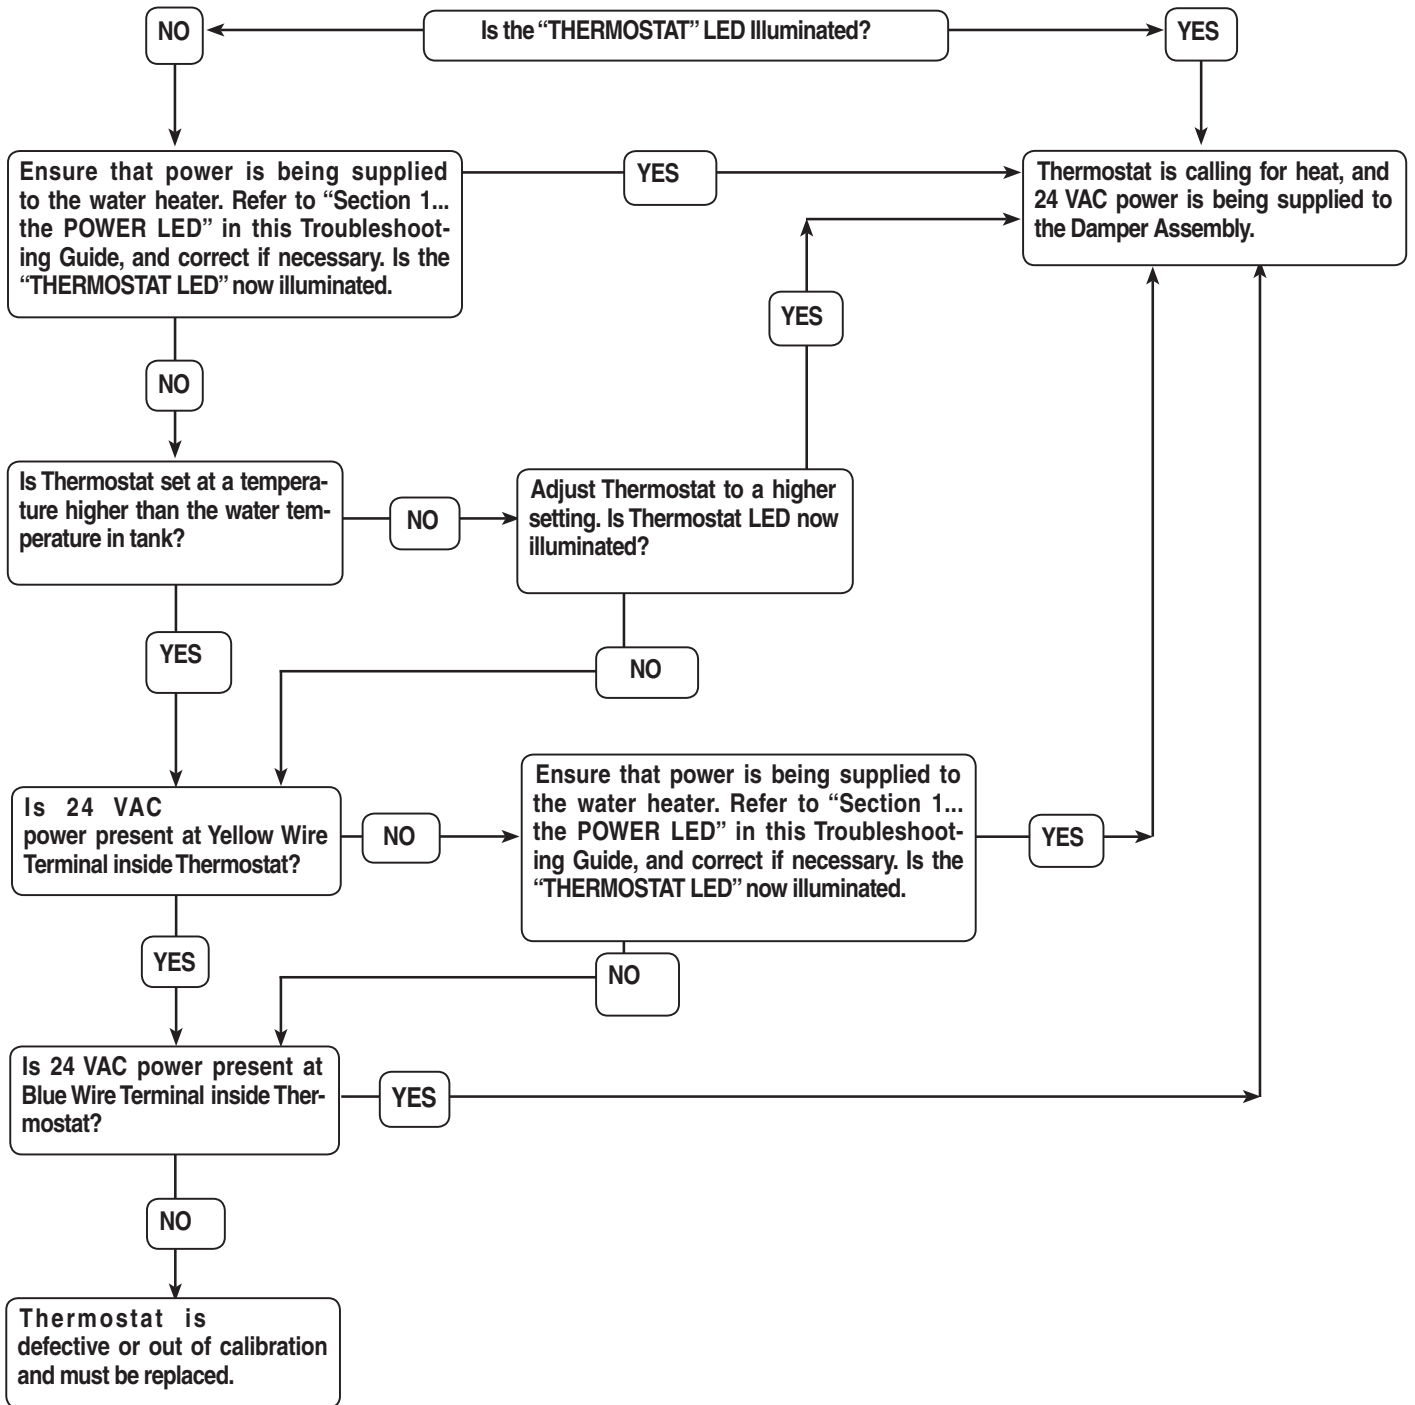 NO
Is the “THERMOSTAT” LED Illuminated?
YES
Ensure that power is being supplied
to the water heater. Refer to “Section 1...
the POWER LED” in this Troubleshoot-
ing Guide, and correct if necessary. Is the
“THERMOSTAT LED” now illuminated.
YES
Thermostat is calling for heat, and
24 VAC power is being supplied to
the Damper Assembly.
YES
NO
Is Thermostat set at a tempera-
ture higher than the water tem-
perature in tank?
NO
Adjust Thermostat to a higher
setting. Is Thermostat LED now
illuminated?
YES
NO
Is 24 VAC
power present at Yellow Wire
Terminal inside Thermostat?
NO
Ensure that power is being supplied to
the water heater. Refer to “Section 1...
the POWER LED” in this Troubleshoot-
ing Guide, and correct if necessary. Is the
“THERMOSTAT LED” now illuminated.
YES
YES
NO
Is 24 VAC power present at
Blue Wire Terminal inside Ther-
mostat?
YES
NO
Thermostat is
defective or out of calibration
and must be replaced.